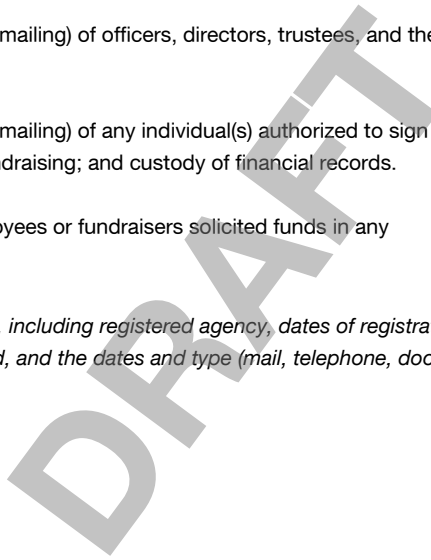 mailing) of officers, directors, trustees, and the
mailing) of any individual(s) authorized to sign
draising; and custody of financial records.
yees or fundraisers solicited funds in any
, including registered agency, dates of registra
d, and the dates and type (mail, telephone, doo
DRAFT